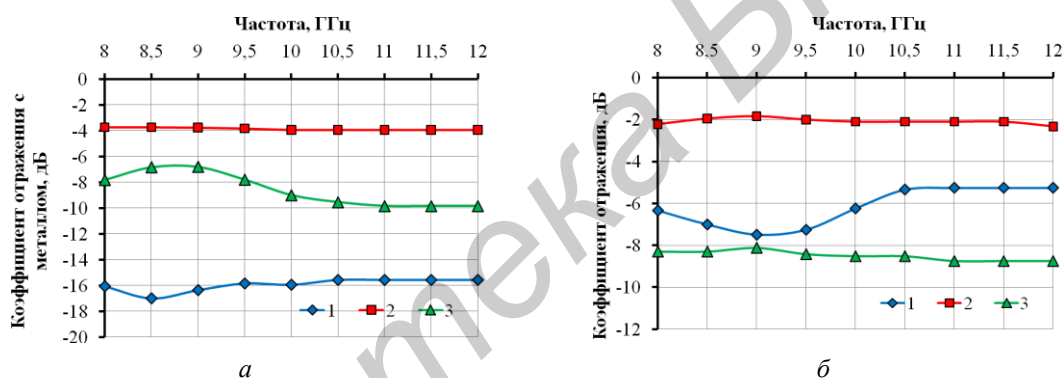 Частота, ГГц
8 8,5 9 9,5 10 10,5 11 11,5 12
0
-2
-4
-6
-8
-10
-12
-14
-16
-18
-20
Коэффициент отражения с
металлом, дБ
1 2 3
а
Частота, ГГц
8 8,5 9 9,5 10 10,5 11 11,5 12
0
-2
-4
-6
-8
-10
-12
Коэффициент отражения, дБ
1 2 3
б
тека Б